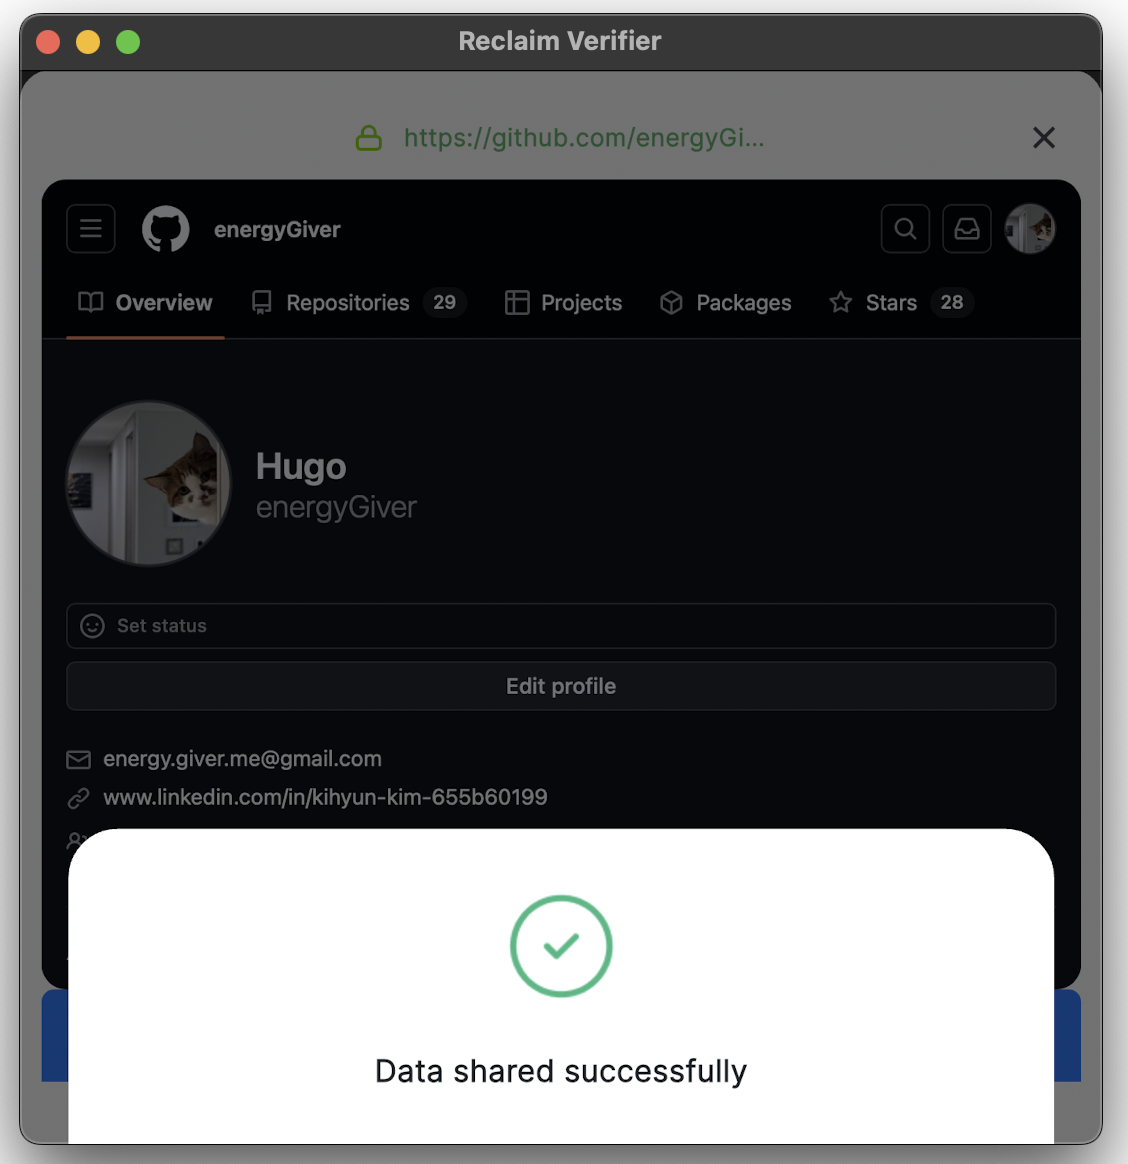 Reclaim Verifier
https://github.com/energyGi...
energyGiver
Overview Repositories 29 Projects Packages Stars 28
Hugo
energyGiver
Set status
Edit profile
energy.giver.me@gmail.com
www.linkedin.com/in/kihyun-kim-655b60199
Data shared successfully